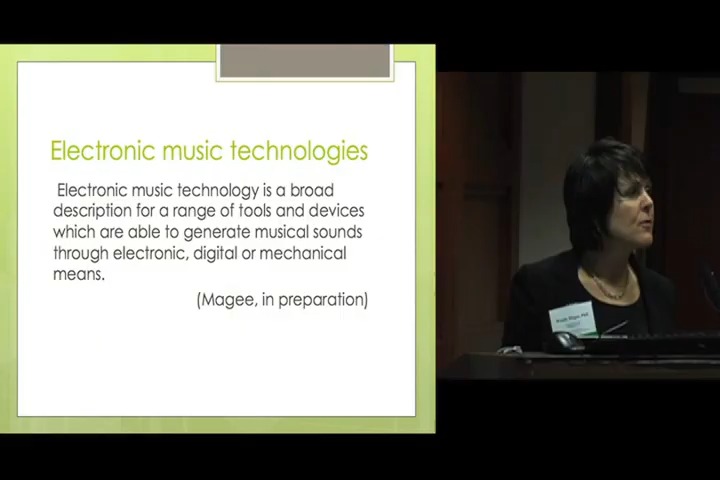 Electronic music technologies
Electronic music technology is a broad
description for a range of tools and devices
which are able to generate musical sounds
through electronic, digital or mechanical
means.
(Magee, in preparation)